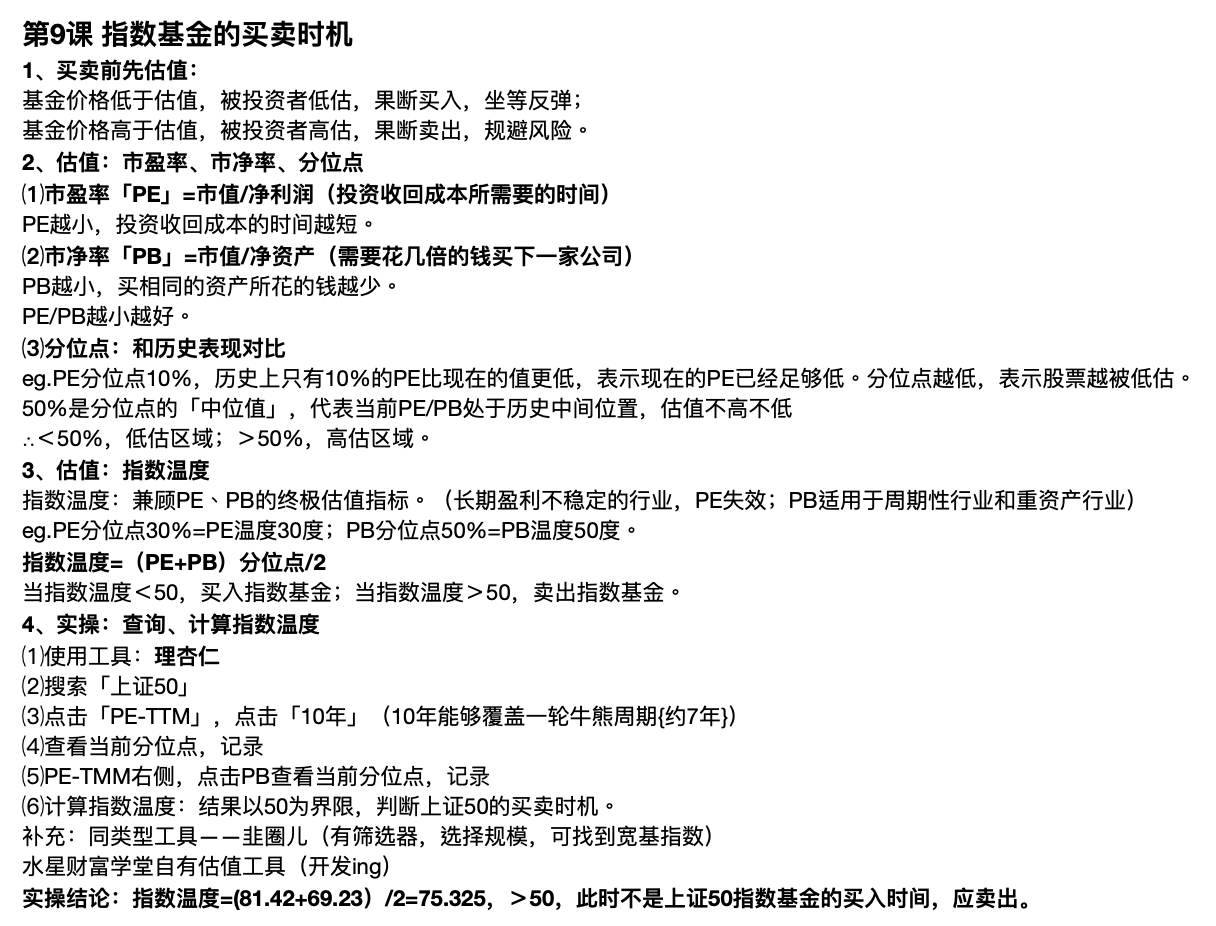 第9课 指数基金的买卖时机
1、买卖前先估值：
基金价格低于估值，被投资者低估，果断买入，坐等反弹；
基金价格高于估值，被投资者高估，果断卖出，规避风险。
2、估值：市盈率、市净率、分位点
⑴市盈率「PE」=市值/净利润（投资收回成本所需要的时间）
PE越小，投资收回成本的时间越短。
⑵市净率「PB」=市值/净资产（需要花几倍的钱买下一家公司）
PB越小，买相同的资产所花的钱越少。
PE/PB越小越好。
⑶分位点：和历史表现对比
eg.PE分位点10%，历史上只有10%的PE比现在的值更低，表示现在的PE已经足够低。分位点越低，表示股票越被低估。
50%是分位点的「中位值」，代表当前PE/PB处于历史中间位置，估值不高不低
∴＜50%，低估区域；＞50%，高估区域。
3、估值：指数温度
指数温度：兼顾PE、PB的终极估值指标。（长期盈利不稳定的行业，PE失效；PB适用于周期性行业和重资产行业）
eg.PE分位点30%=PE温度30度；PB分位点50%=PB温度50度。
指数温度=（PE+PB）分位点/2
当指数温度＜50，买入指数基金；当指数温度＞50，卖出指数基金。
4、实操：查询、计算指数温度
⑴使用工具：理杏仁
⑵搜索「上证50」
⑶点击「PE-TTM」，点击「10年」（10年能够覆盖一轮牛熊周期{约7年}）
⑷查看当前分位点，记录
⑸PE-TMM右侧，点击PB查看当前分位点，记录
⑹计算指数温度：结果以50为界限，判断上证50的买卖时机。
补充：同类型工具——韭圈儿（有筛选器，选择规模，可找到宽基指数）
水星财富学堂自有估值工具（开发ing）
实操结论：指数温度=(81.42+69.23）/2=75.325，＞50，此时不是上证50指数基金的买入时间，应卖出。